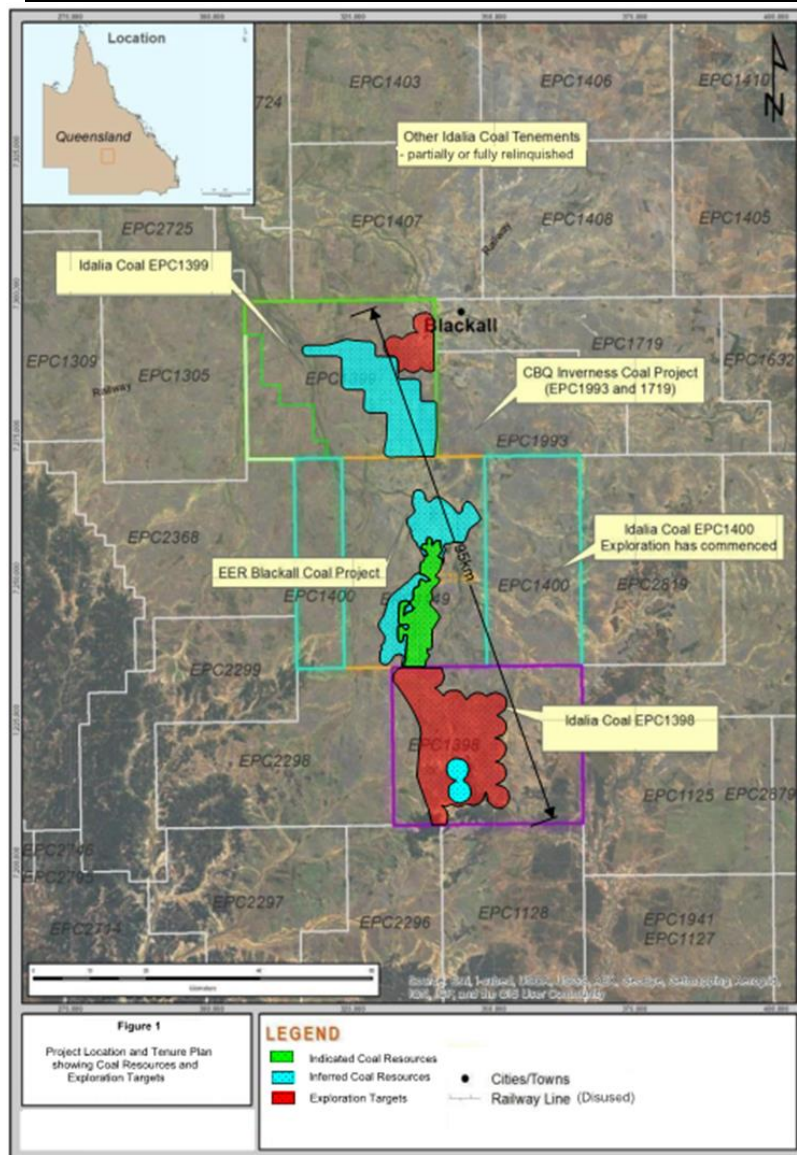 Location
Queensland
724
EPC1403
EPC1406
EPC1410
Other Idalia Coal Tenements
- partially or fully relinquished
EPC2725
EPC1407
Railway
EPC1408
EPC1405
Idalia Coal EPC1399
Blackall
EPC1309
EPC1305
Railway
EPC1719
EPC1632
CBQ Inverness Coal Project
(EPC1993 and 1719)
EPC1993
EPC2368
95km
Idalia Coal EPC1400
Exploration has commenced
EER Blackall Coal Project
EPC1400
EPC1400
EPC2819
EPC2299
Idalia Coal EPC1398
EPC1398
EPC2298
EPC1125
EPC2879
EPC2297
EPC2296
EPC1128
EPC1941
EPC1127
EPC2714
Figure 1
Project Location and Tenure Plan
showing Coal Resources and
Exploration Targets
LEGEND
Indicated Coal Resources
Inferred Coal Resources
Exploration Targets
Cities/Towns
Railway Line (Disused)